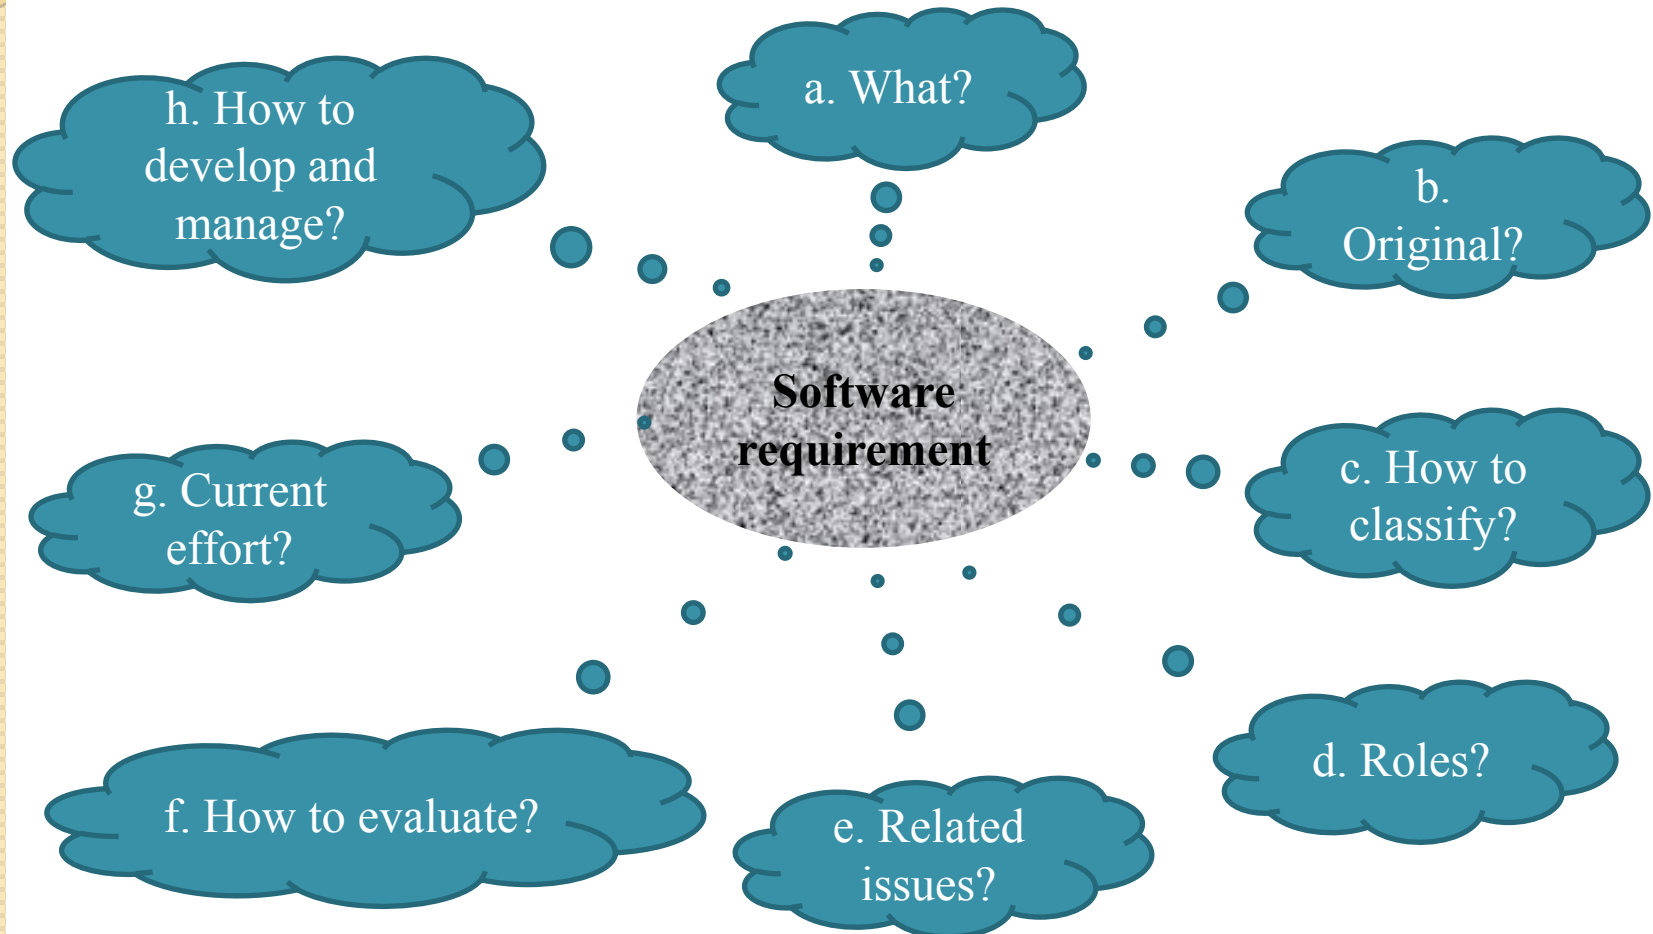 a. What?
b.
Original?
c. How to
classify?
d. Roles?
e. Related
issues?
f. How to evaluate?
g. Current
effort?
h. How to
develop and
manage?
Software
requirement